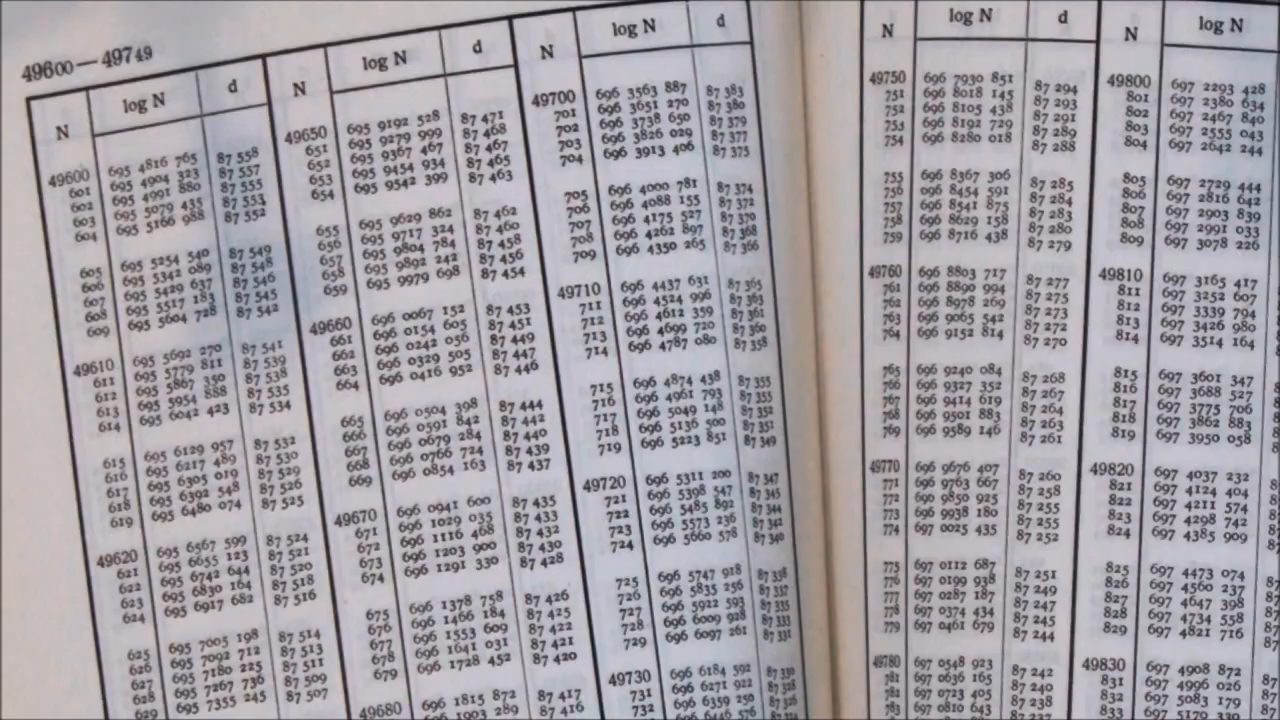 49600—49749
N log N d
49600 695 4816 765 87 558
601 695 4904 323 87 557
602 695 4991 880 87 555
603 695 5079 435 87 553
604 695 5166 988 87 552
605 695 5254 540 87 549
606 695 5342 089 87 548
607 695 5429 637 87 546
608 695 5517 183 87 545
609 695 5604 728 87 542
49610 695 5692 270 87 541
611 695 5779 811 87 539
612 695 5867 350 87 538
613 695 5954 888 87 535
614 695 6042 423 87 534
615 695 6129 957 87 532
616 695 6217 489 87 530
617 695 6305 019 87 529
618 695 6392 548 87 526
619 695 6480 074 87 525
49620 695 6567 599 87 524
621 695 6655 123 87 521
622 695 6742 644 87 520
623 695 6830 164 87 518
624 695 6917 682 87 516
625 695 7005 198 87 514
626 695 7092 712 87 513
627 695 7180 225 87 511
628 695 7267 736 87 509
629 695 7355 245 87 507
N log N d
49650 695 9192 528 87 471
651 695 9279 999 87 468
652 695 9367 467 87 467
653 695 9454 934 87 465
654 695 9542 399 87 463
655 695 9629 862 87 462
656 695 9717 324 87 460
657 695 9804 784 87 458
658 695 9892 242 87 456
659 695 9979 698 87 454
49660 696 0067 152 87 453
661 696 0154 605 87 451
662 696 0242 056 87 449
663 696 0329 505 87 447
664 696 0416 952 87 446
665 696 0504 398 87 444
666 696 0591 842 87 442
667 696 0679 284 87 440
668 696 0766 724 87 439
669 696 0854 163 87 437
49670 696 0941 600 87 435
671 696 1029 035 87 433
672 696 1116 468 87 432
673 696 1203 900 87 430
674 696 1291 330 87 428
675 696 1378 758 87 426
676 696 1466 184 87 425
677 696 1553 609 87 422
678 696 1641 031 87 421
679 696 1728 452 87 420
49680 696 1815 872 87 417
696 1903 289 87 416
N log N d
49700 696 3563 887 87 383
701 696 3651 270 87 380
702 696 3738 650 87 379
703 696 3826 029 87 377
704 696 3913 406 87 375
705 696 4000 781 87 374
706 696 4088 155 87 372
707 696 4175 527 87 370
708 696 4262 897 87 368
709 696 4350 265 87 366
49710 696 4437 631 87 365
711 696 4524 996 87 363
712 696 4612 359 87 361
713 696 4699 720 87 360
714 696 4787 080 87 358
715 696 4874 438 87 355
716 696 4961 793 87 355
717 696 5049 148 87 352
718 696 5136 500 87 351
719 696 5223 851 87 349
49720 696 5311 200 87 347
721 696 5398 547 87 345
722 696 5485 892 87 344
723 696 5573 236 87 342
724 696 5660 578 87 340
725 696 5747 918 87 338
726 696 5835 256 87 337
727 696 5922 593 87 335
728 696 6009 928 87 333
729 696 6097 261 87 331
49730 696 6184 592 87 330
731 696 6271 922 87 328
732 696 6359 250 87 326
696 6446 576 87 324
N log N d
49750 696 7930 851 87 294
751 696 8018 145 87 293
752 696 8105 438 87 291
753 696 8192 729 87 289
754 696 8280 018 87 288
755 696 8367 306 87 285
756 696 8454 591 87 284
757 696 8541 875 87 283
758 696 8629 158 87 280
759 696 8716 438 87 279
49760 696 8803 717 87 277
761 696 8890 994 87 275
762 696 8978 269 87 273
763 696 9065 542 87 272
764 696 9152 814 87 270
765 696 9240 084 87 268
766 696 9327 352 87 267
767 696 9414 619 87 264
768 696 9501 883 87 263
769 696 9589 146 87 261
49770 696 9676 407 87 260
771 696 9763 667 87 258
772 696 9850 925 87 255
773 696 9938 180 87 255
774 697 0025 435 87 252
775 697 0112 687 87 251
776 697 0199 938 87 249
777 697 0287 187 87 247
778 697 0374 434 87 245
779 697 0461 679 87 244
49780 697 0548 923 87 242
781 697 0636 165 87 240
782 697 0723 405 87 238
783 697 0810 643
N log N
49800 697 2293 428
801 697 2380 634
802 697 2467 840
803 697 2555 043
804 697 2642 244
805 697 2729 444
806 697 2816 642
807 697 2903 839
808 697 2991 033
809 697 3078 226
49810 697 3165 417
811 697 3252 607
812 697 3339 794
813 697 3426 980
814 697 3514 164
815 697 3601 347
816 697 3688 527
817 697 3775 706
818 697 3862 883
819 697 3950 058
49820 697 4037 232
821 697 4124 404
822 697 4211 574
823 697 4298 742
824 697 4385 909
825 697 4473 074
826 697 4560 237
827 697 4647 398
828 697 4734 558
829 697 4821 716
49830 697 4908 872
831 697 4996 026
832 697 5083 179
833